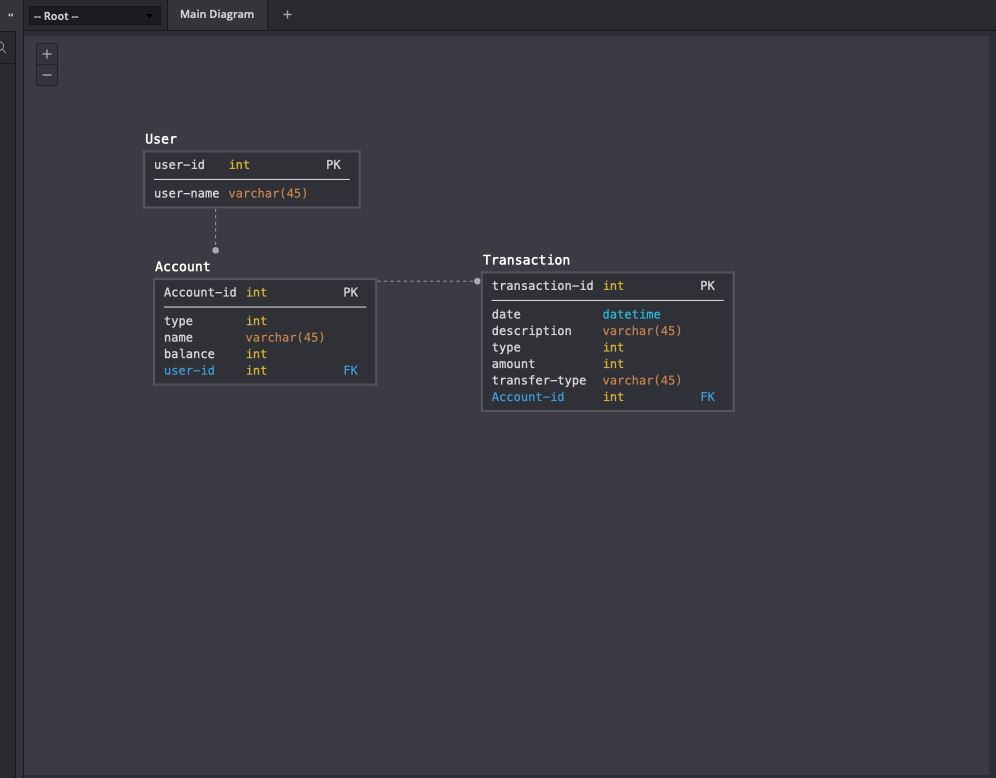 -- Root --
Main Diagram
+
+
−
User
user-id int PK
user-name varchar(45)
Account
Account-id int PK
type int
name varchar(45)
balance int
user-id int FK
Transaction
transaction-id int PK
date datetime
description varchar(45)
type int
amount int
transfer-type varchar(45)
Account-id int FK